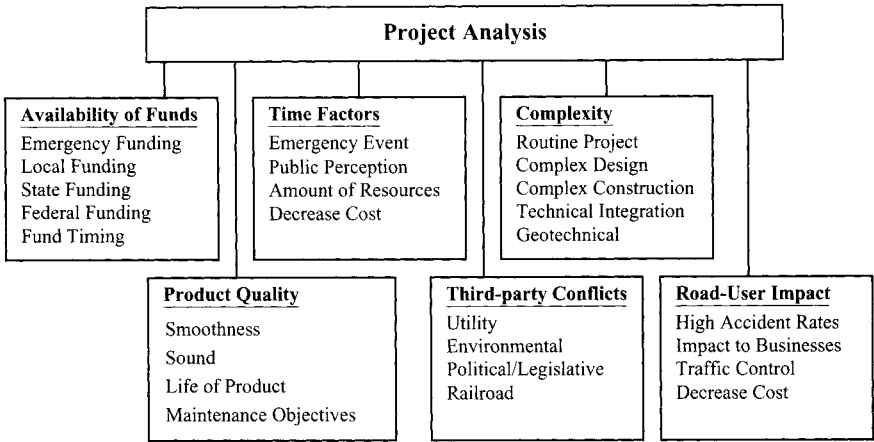 Project Analysis
Availability of Funds
Emergency Funding
Local Funding
State Funding
Federal Funding
Fund Timing
Time Factors
Emergency Event
Public Perception
Amount of Resources
Decrease Cost
Complexity
Routine Project
Complex Design
Complex Construction
Technical Integration
Geotechnical
Product Quality
Smoothness
Sound
Life of Product
Maintenance Objectives
Third-party Conflicts
Utility
Environmental
Political/Legislative
Railroad
Road-User Impact
High Accident Rates
Impact to Businesses
Traffic Control
Decrease Cost